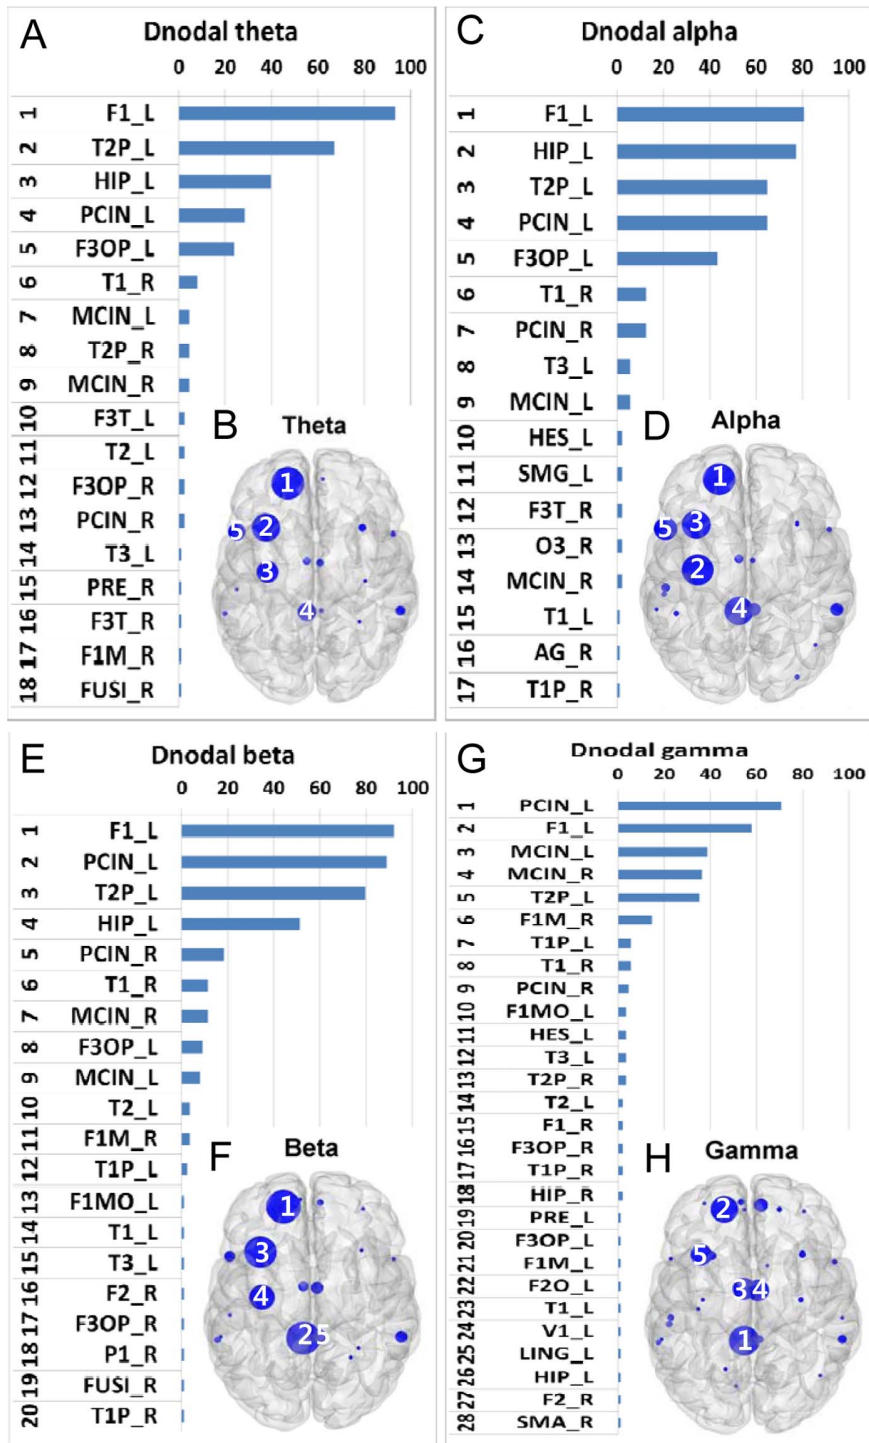 A
Dnodal theta
0 20 40 60 80 100
1 F1_L
2 T2P_L
3 HIP_L
4 PCIN_L
5 F3OP_L
6 T1_R
7 MCIN_L
8 T2P_R
9 MCIN_R
10 F3T_L
11 T2_L
12 F3OP_R
13 PCIN_R
14 T3_L
15 PRE_R
16 F3T_R
17 F1M_R
18 FUSI_R
B
Theta
1
5 2
3
4
C
Dnodal alpha
0 20 40 60 80 100
1 F1_L
2 HIP_L
3 T2P_L
4 PCIN_L
5 F3OP_L
6 T1_R
7 PCIN_R
8 T3_L
9 MCIN_L
10 HES_L
11 SMG_L
12 F3T_R
13 O3_R
14 MCIN_R
15 T1_L
16 AG_R
17 T1P_R
D
Alpha
1
5 3
2
4
E
Dnodal beta
0 20 40 60 80 100
1 F1_L
2 PCIN_L
3 T2P_L
4 HIP_L
5 PCIN_R
6 T1_R
7 MCIN_R
8 F3OP_L
9 MCIN_L
10 T2_L
11 F1M_R
12 T1P_L
13 F1MO_L
14 T1_L
15 T3_L
16 F2_R
17 F3OP_R
18 P1_R
19 FUSI_R
20 T1P_R
F
Beta
1
3
4
2 5
G
Dnodal gamma
0 20 40 60 80 100
1 PCIN_L
2 F1_L
3 MCIN_L
4 MCIN_R
5 T2P_L
6 F1M_R
7 T1P_L
8 T1_R
9 PCIN_R
10 F1MO_L
11 HES_L
12 T3_L
13 T2P_R
14 T2_L
15 F1_R
16 F3OP_R
17 T1P_R
18 HIP_R
19 PRE_L
20 F3OP_L
21 F1M_L
22 F2O_L
23 T1_L
24 V1_L
25 LING_L
26 HIP_L
27 F2_R
28 SMA_R
H
Gamma
2
5
3 4
1